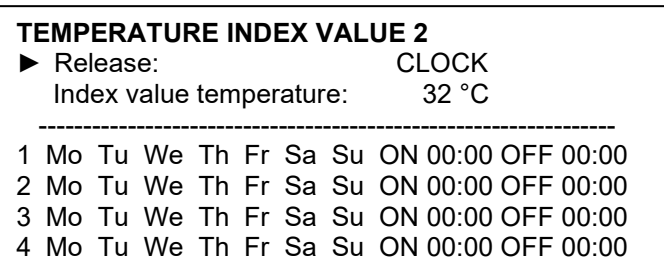 TEMPERATURE INDEX VALUE 2
► Release: CLOCK
Index value temperature: 32 °C
----------------------------------------------------------------
1 Mo Tu We Th Fr Sa Su ON 00:00 OFF 00:00
2 Mo Tu We Th Fr Sa Su ON 00:00 OFF 00:00
3 Mo Tu We Th Fr Sa Su ON 00:00 OFF 00:00
4 Mo Tu We Th Fr Sa Su ON 00:00 OFF 00:00